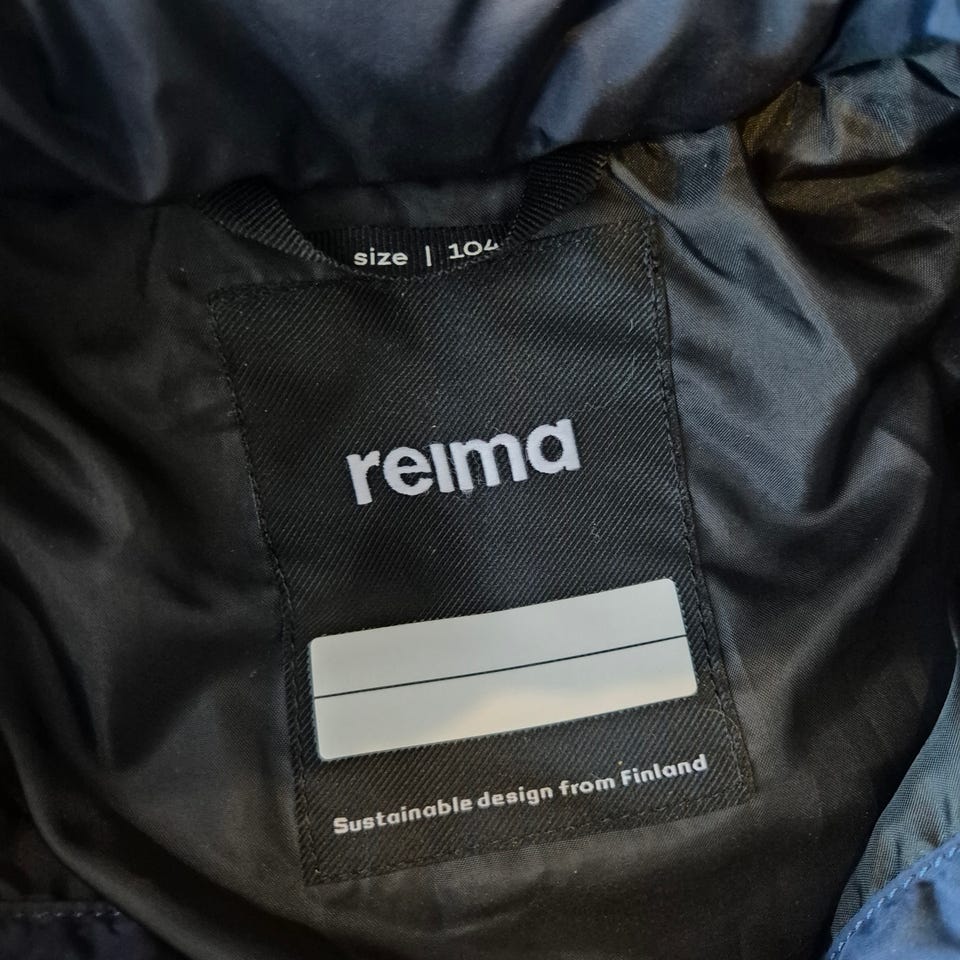 size | 104
reima
Sustainable design from Finland